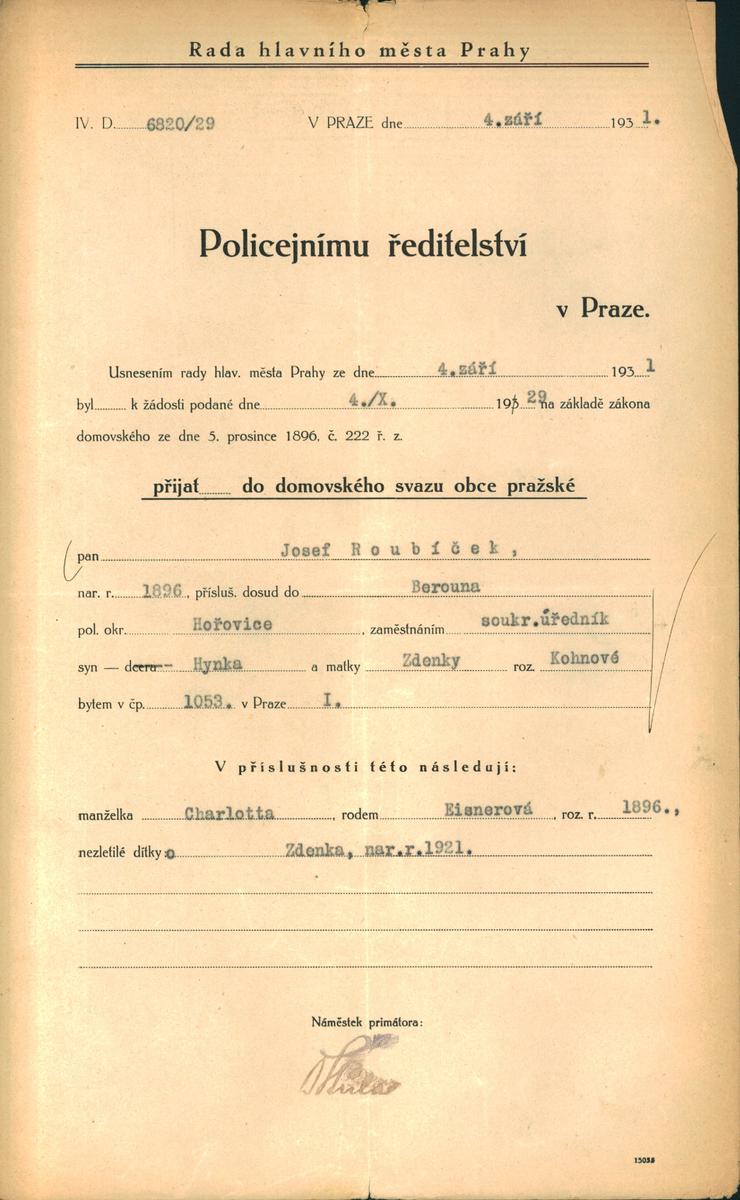 Rada hlavního města Prahy
IV. D. 6820/29 V PRAZE dne 4.září 1931.
Policejnímu ředitelství
v Praze.
Usnesením rady hlav. města Prahy ze dne 4.září 1931
byl k žádosti podané dne 4./X. 1929 na základě zákona
domovského ze dne 5. prosince 1896, č. 222 ř. z.
přijat do domovského svazu obce pražské
pan Josef Roubíček,
nar. r. 1896, přísluš. dosud do Berouna
pol. okr. Hořovice, zaměstnáním soukr.úředník
syn — dcera Hynka a matky Zdenky roz. Kohnové
bytem v čp. 1053. v Praze I.
V příslušnosti této následují:
manželka Charlotta, rodem Eisnerová, roz. r. 1896.,
nezletilé dítky:o Zdenka, nar.r.1921.
Náměstek primátora: